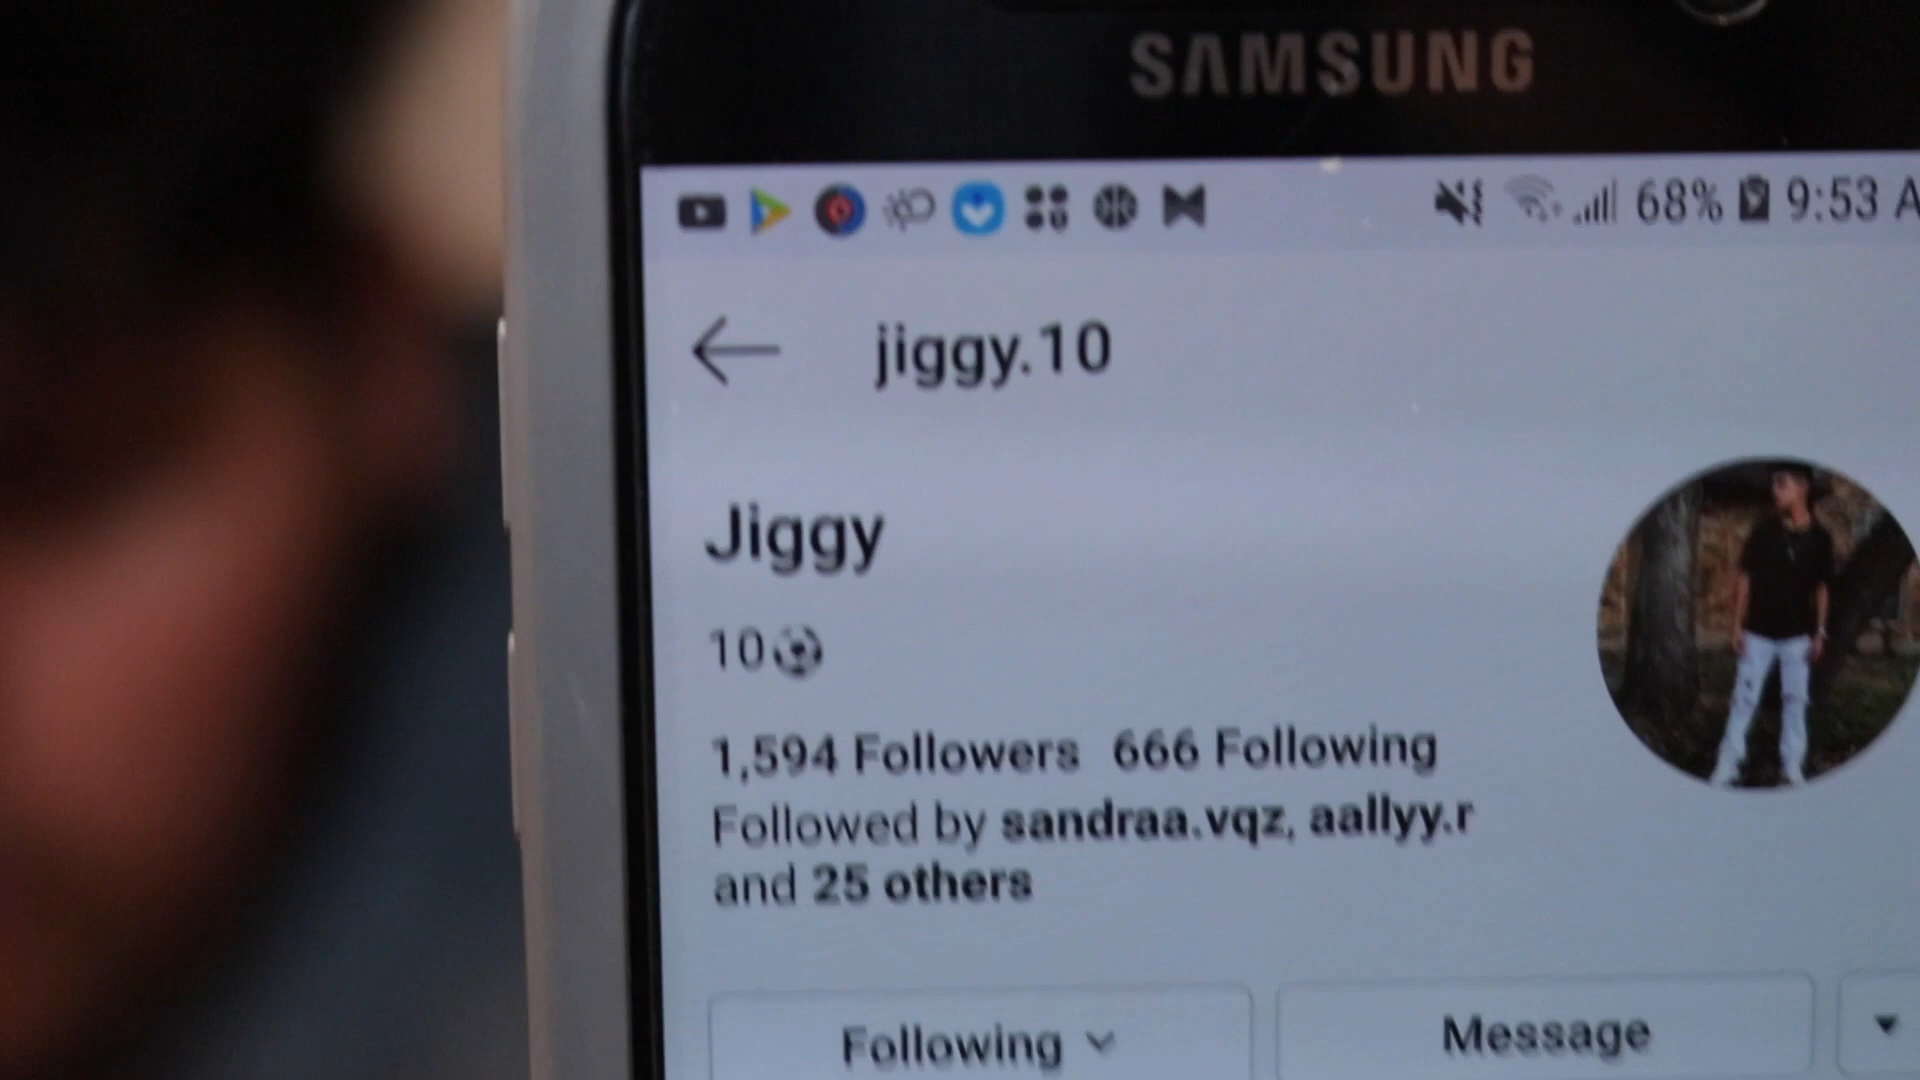 SAMSUNG
68% 9:53 A
jiggy.10
Jiggy
10
1,594 Followers 666 Following
Followed by sandraa.vqz, aallyy.r
and 25 others
Following Message